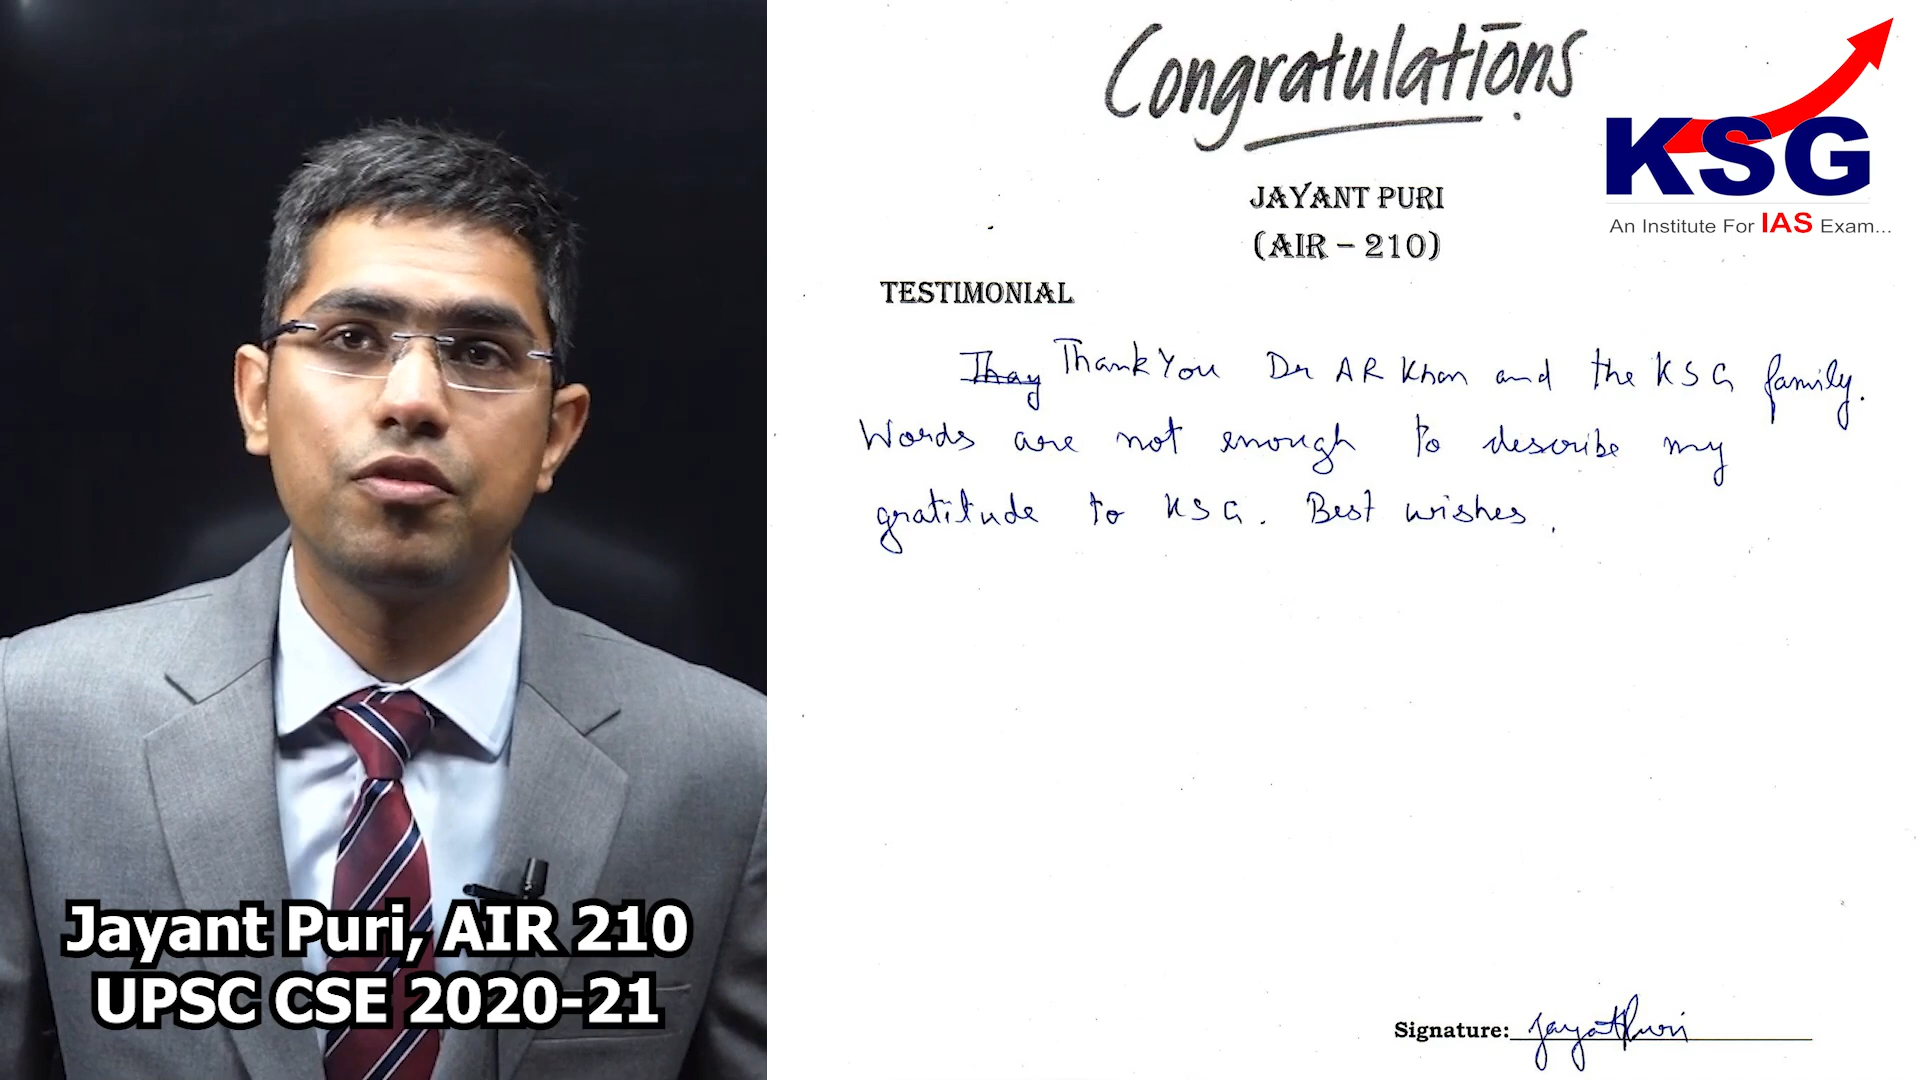 Congratulations
KSG
An Institute For IAS Exam...
JAYANT PURI
(AIR – 210)
TESTIMONIAL
Thay Thank You Dr AR Khan and the KSG family.
Words are not enough to describe my
gratitude to KSG. Best wishes.
Jayant Puri, AIR 210
UPSC CSE 2020-21
Signature: Jayant Puri